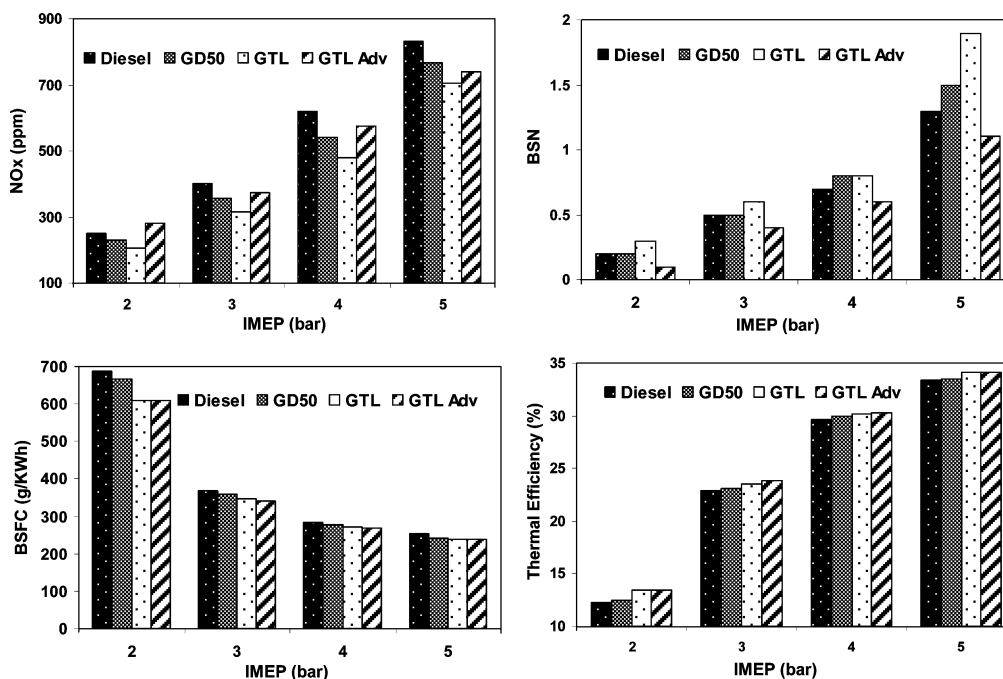 NOx (ppm)
900
700
500
300
100
Diesel GD50 GTL GTL Adv
2 3 4 5
IMEP (bar)
BSN
2
1.5
1
0.5
0
Diesel GD50 GTL GTL Adv
2 3 4 5
IMEP (bar)
BSFC (g/KWh)
700
600
500
400
300
200
100
0
Diesel GD50 GTL GTL Adv
2 3 4 5
IMEP (bar)
Thermal Efficiency (%)
35
30
25
20
15
10
Diesel GD50 GTL GTL Adv
2 3 4 5
IMEP (bar)